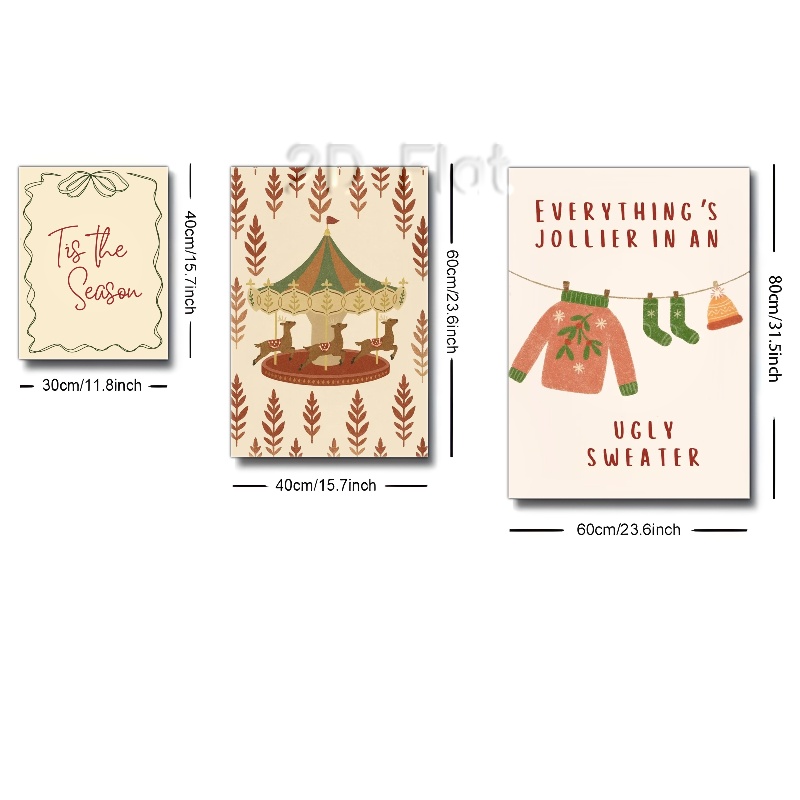 2D Flat
Tis the
Season
40cm/15.7inch
30cm/11.8inch
60cm/23.6inch
40cm/15.7inch
EVERYTHING'S
JOLLIER IN AN
UGLY
SWEATER
80cm/31.5inch
60cm/23.6inch